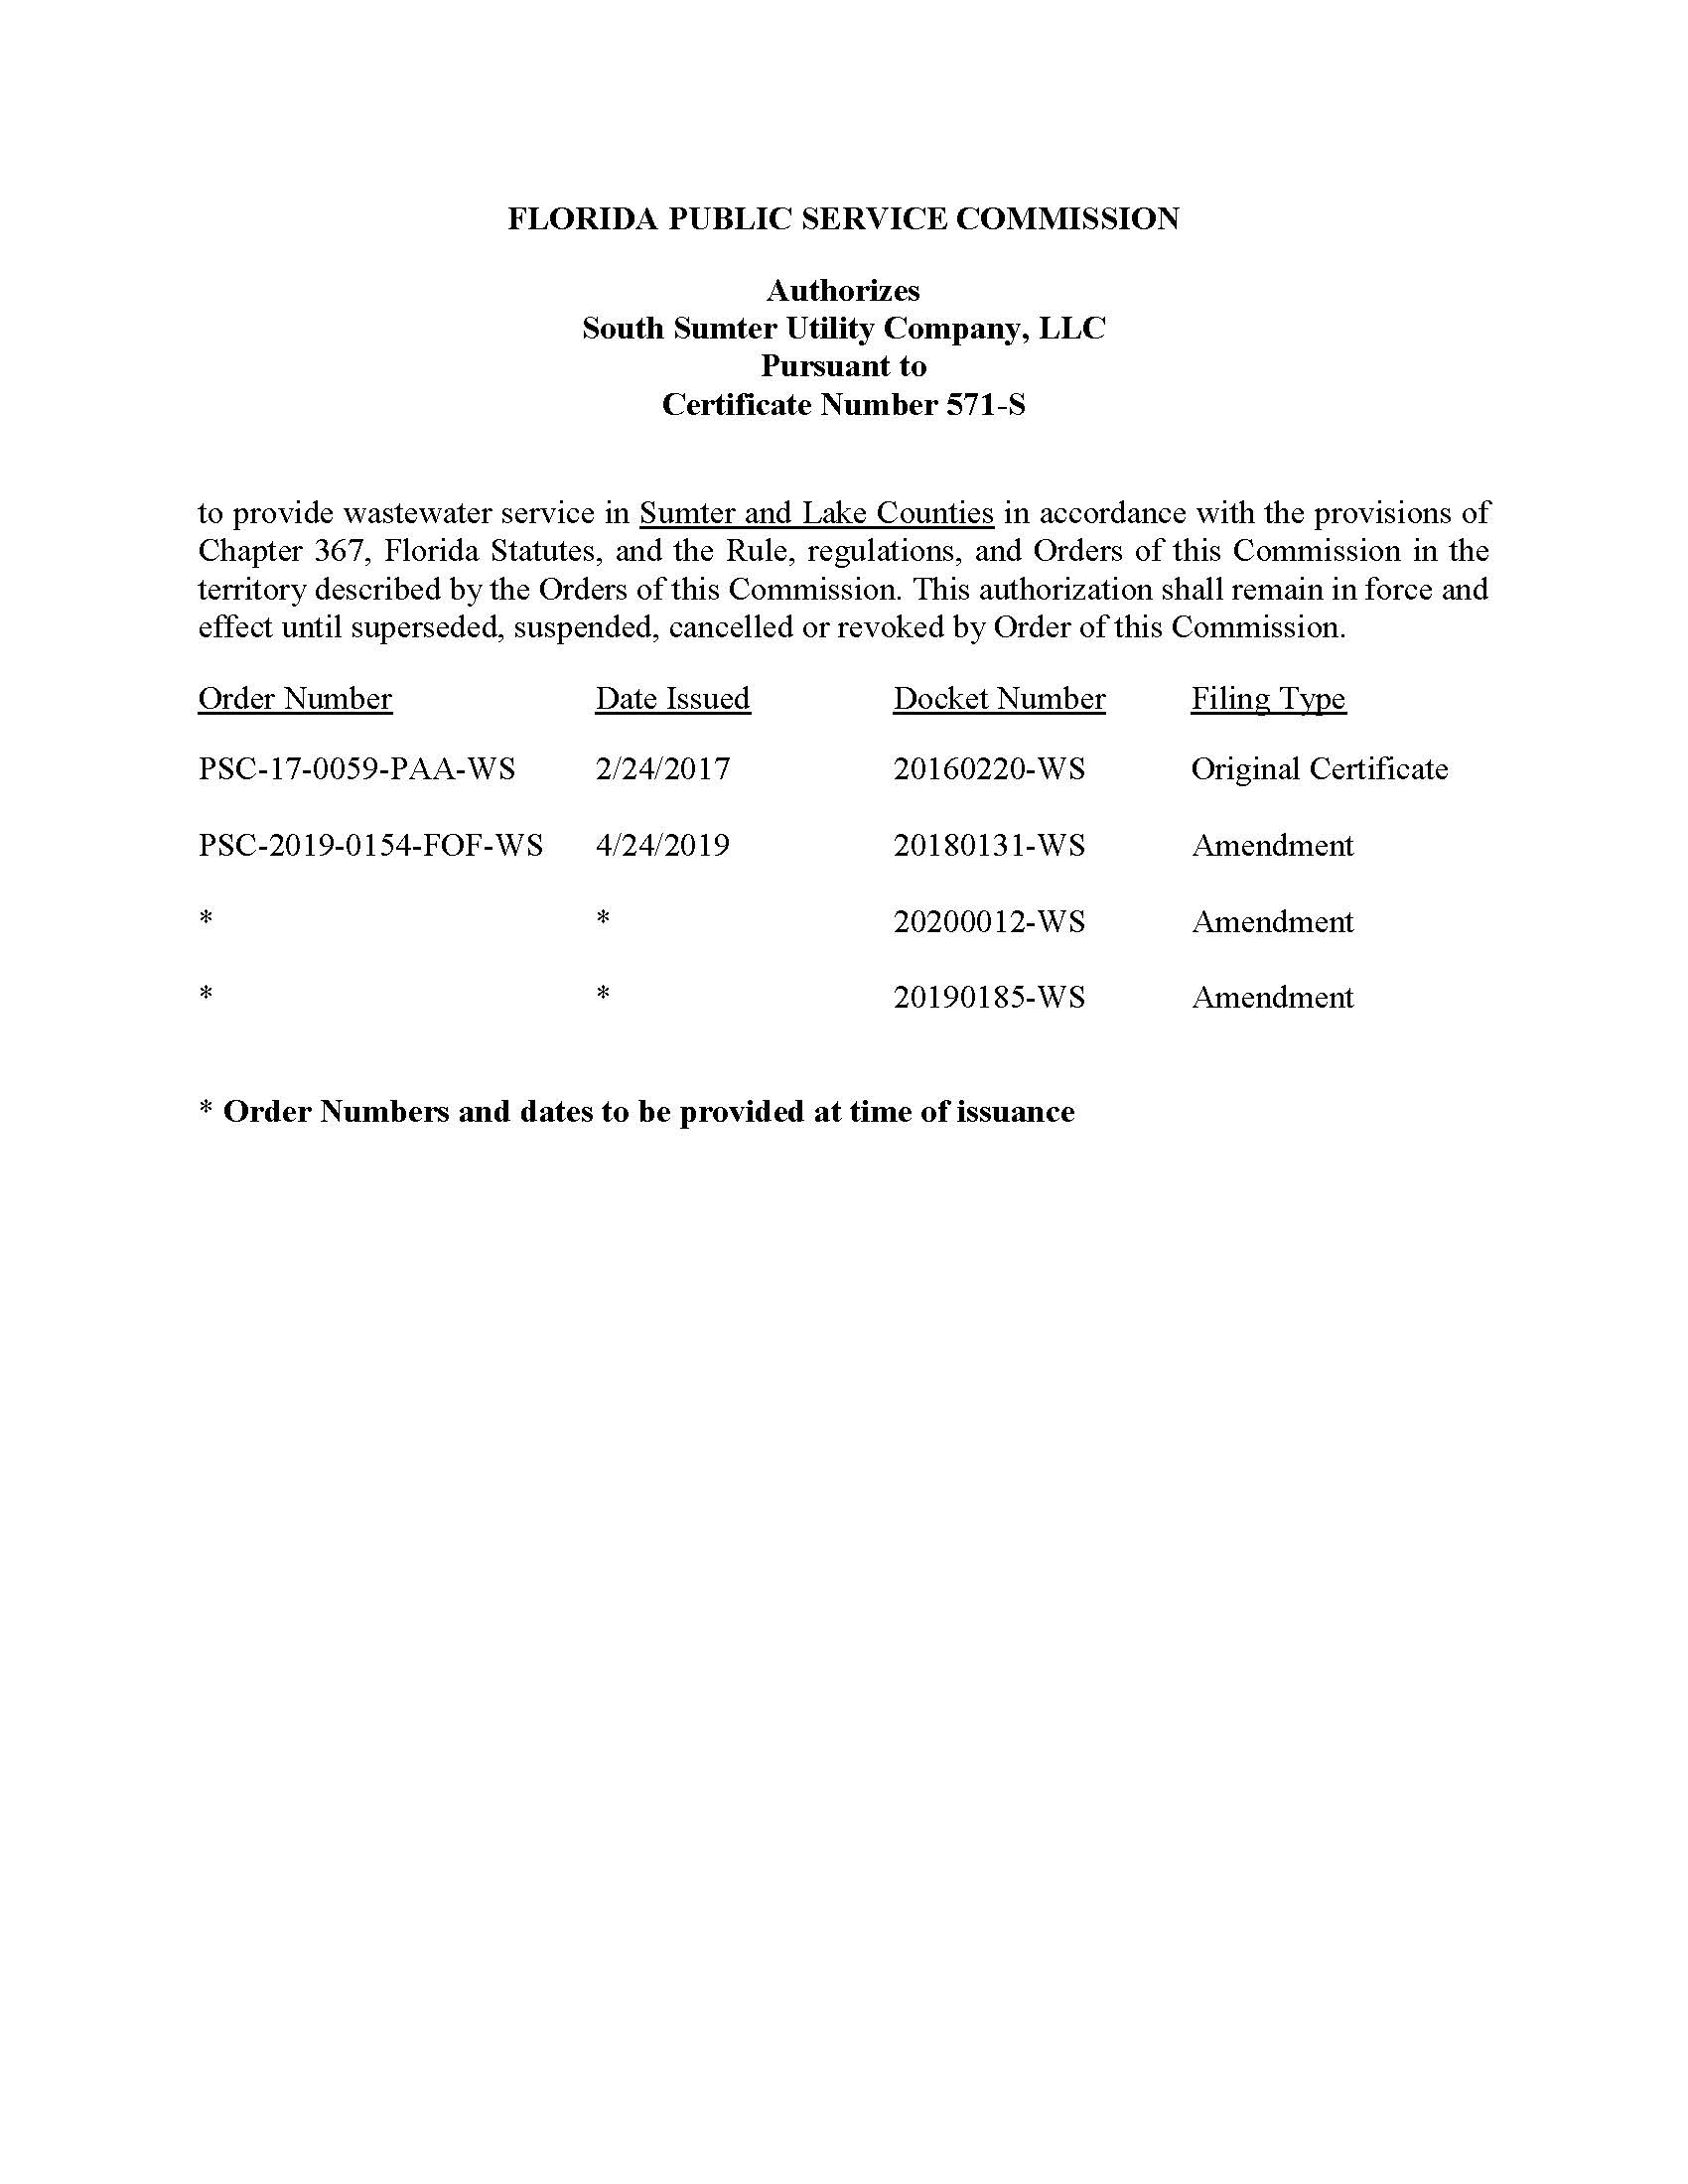 FLORIDA PUBLIC SERVICE COMMISSION
Authorizes
South Sumter Utility Company, LLC
Pursuant to
Certificate Number 571-S
to provide wastewater service in Sumter and Lake Counties in accordance with the provisions of
Chapter 367, Florida Statutes, and the Rule, regulations, and Orders of this Commission in the
territory described by the Orders of this Commission. This authorization shall remain in force and
effect until superseded, suspended, cancelled or revoked by Order of this Commission.
Order Number Date Issued Docket Number Filing Type
PSC-17-0059-PAA-WS 2/24/2017 20160220-WS Original Certificate
PSC-2019-0154-FOF-WS 4/24/2019 20180131-WS Amendment
* * 20200012-WS Amendment
* * 20190185-WS Amendment
* Order Numbers and dates to be provided at time of issuance